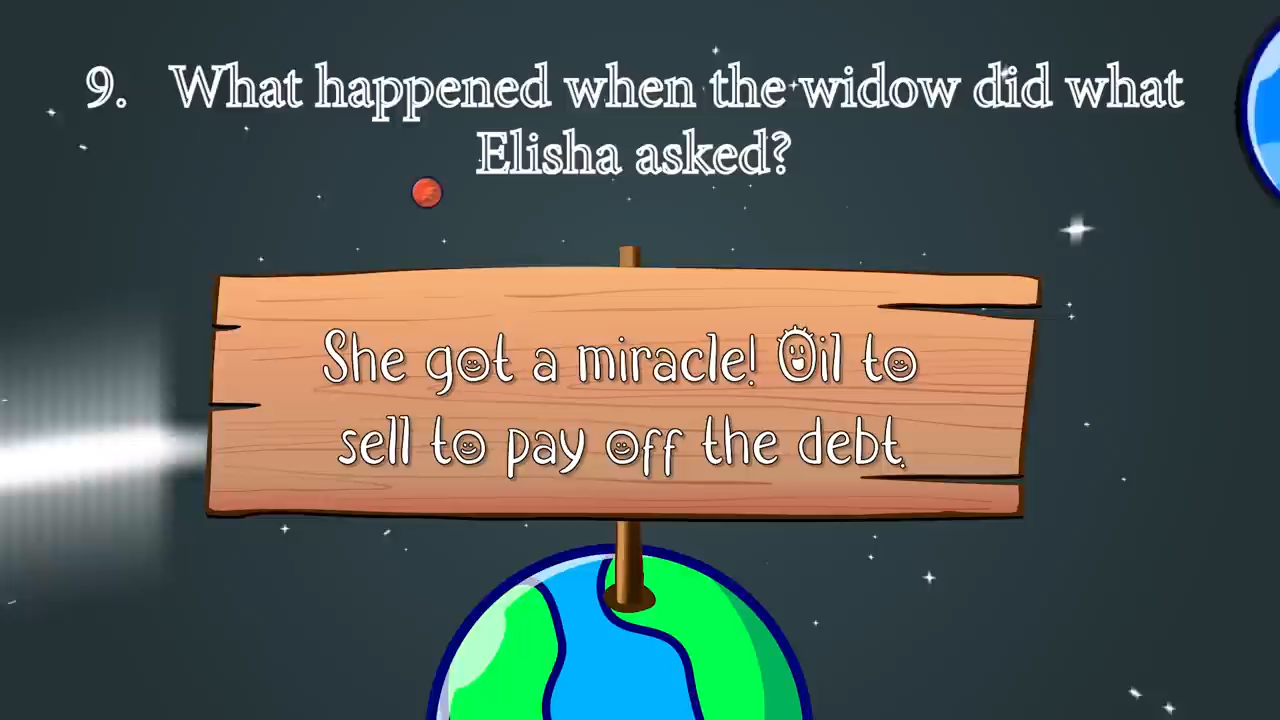 9. What happened when the widow did what
Elisha asked?
She got a miracle! Oil to
sell to pay off the debt.